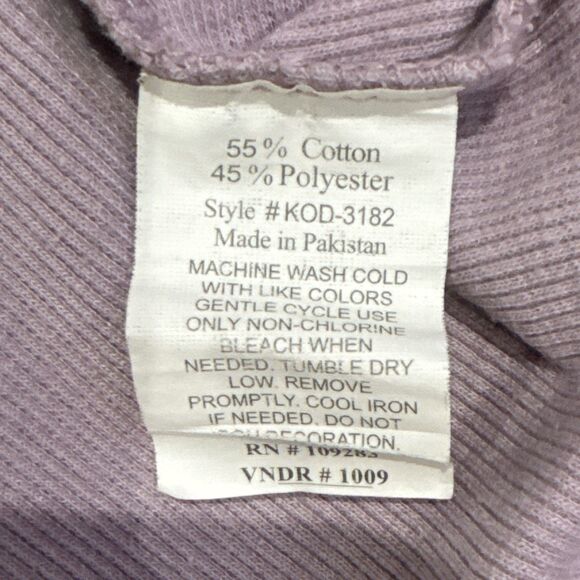 55% Cotton
45% Polyester
Style #KOD-3182
Made in Pakistan
MACHINE WASH COLD
WITH LIKE COLORS
GENTLE CYCLE USE
ONLY NON-CHLORINE
BLEACH WHEN
NEEDED. TUMBLE DRY
LOW. REMOVE
PROMPTLY. COOL IRON
IF NEEDED. DO NOT
DECORATION.
RN # 109283
VNDR # 1009